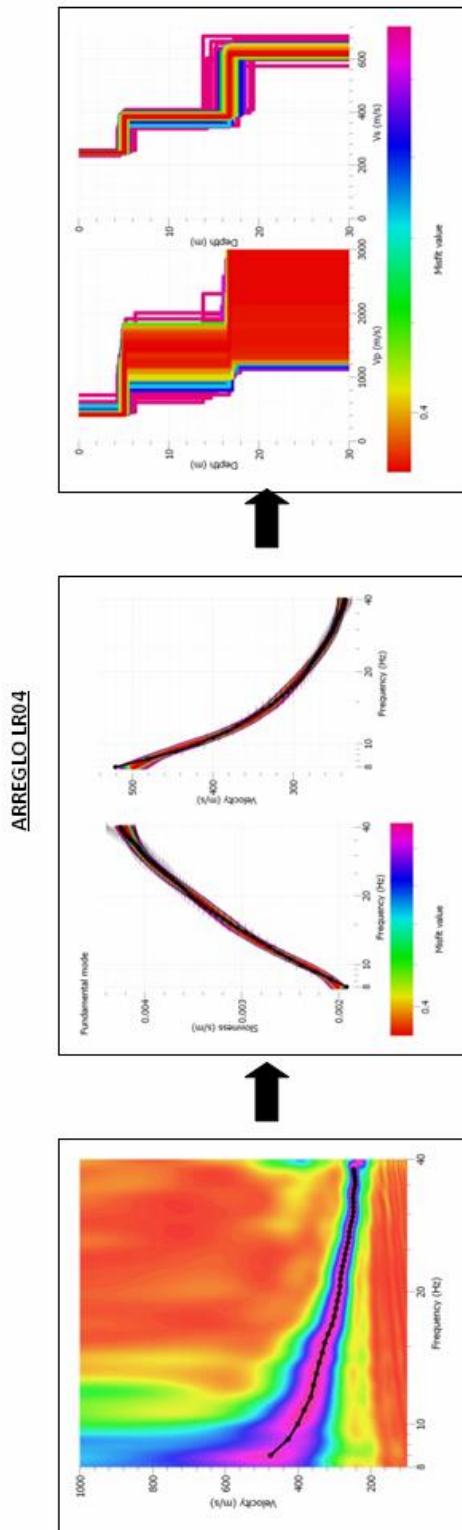 ARREGLO LR04
1000
800
600
400
200
Velocity (m/s)
8
10
20
40
Frequency (Hz)
Fundamental mode
0.004
0.003
0.002
Slowness (s/m)
8
10
20
40
Frequency (Hz)
0.4
Misfit value
500
400
300
Velocity (m/s)
8
10
20
40
Frequency (Hz)
0
10
20
30
Depth (m)
0
1000
2000
3000
Vp (m/s)
0.4
Misfit value
0
10
20
30
Depth (m)
0
200
400
600
Vs (m/s)